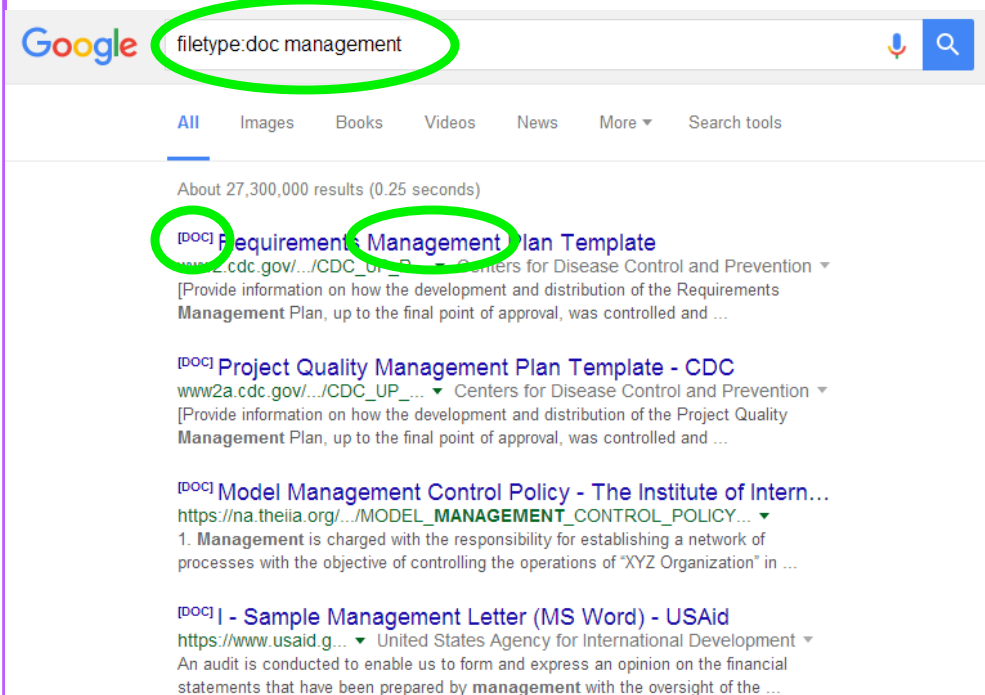 Google filetype:doc management
All Images Books Videos News More Search tools
About 27,300,000 results (0.25 seconds)
[DOC] Requirements Management Plan Template
www2.cdc.gov/.../CDC_UP_R... Centers for Disease Control and Prevention
[Provide information on how the development and distribution of the Requirements
Management Plan, up to the final point of approval, was controlled and ...
[DOC] Project Quality Management Plan Template - CDC
www2a.cdc.gov/.../CDC_UP_... Centers for Disease Control and Prevention
[Provide information on how the development and distribution of the Project Quality
Management Plan, up to the final point of approval, was controlled and ...
[DOC] Model Management Control Policy - The Institute of Intern...
https://na.theiia.org/.../MODEL_MANAGEMENT_CONTROL_POLICY...
1. Management is charged with the responsibility for establishing a network of
processes with the objective of controlling the operations of “XYZ Organization” in ...
[DOC] I - Sample Management Letter (MS Word) - USAid
https://www.usaid.g... United States Agency for International Development
An audit is conducted to enable us to form and express an opinion on the financial
statements that have been prepared by management with the oversight of the ...